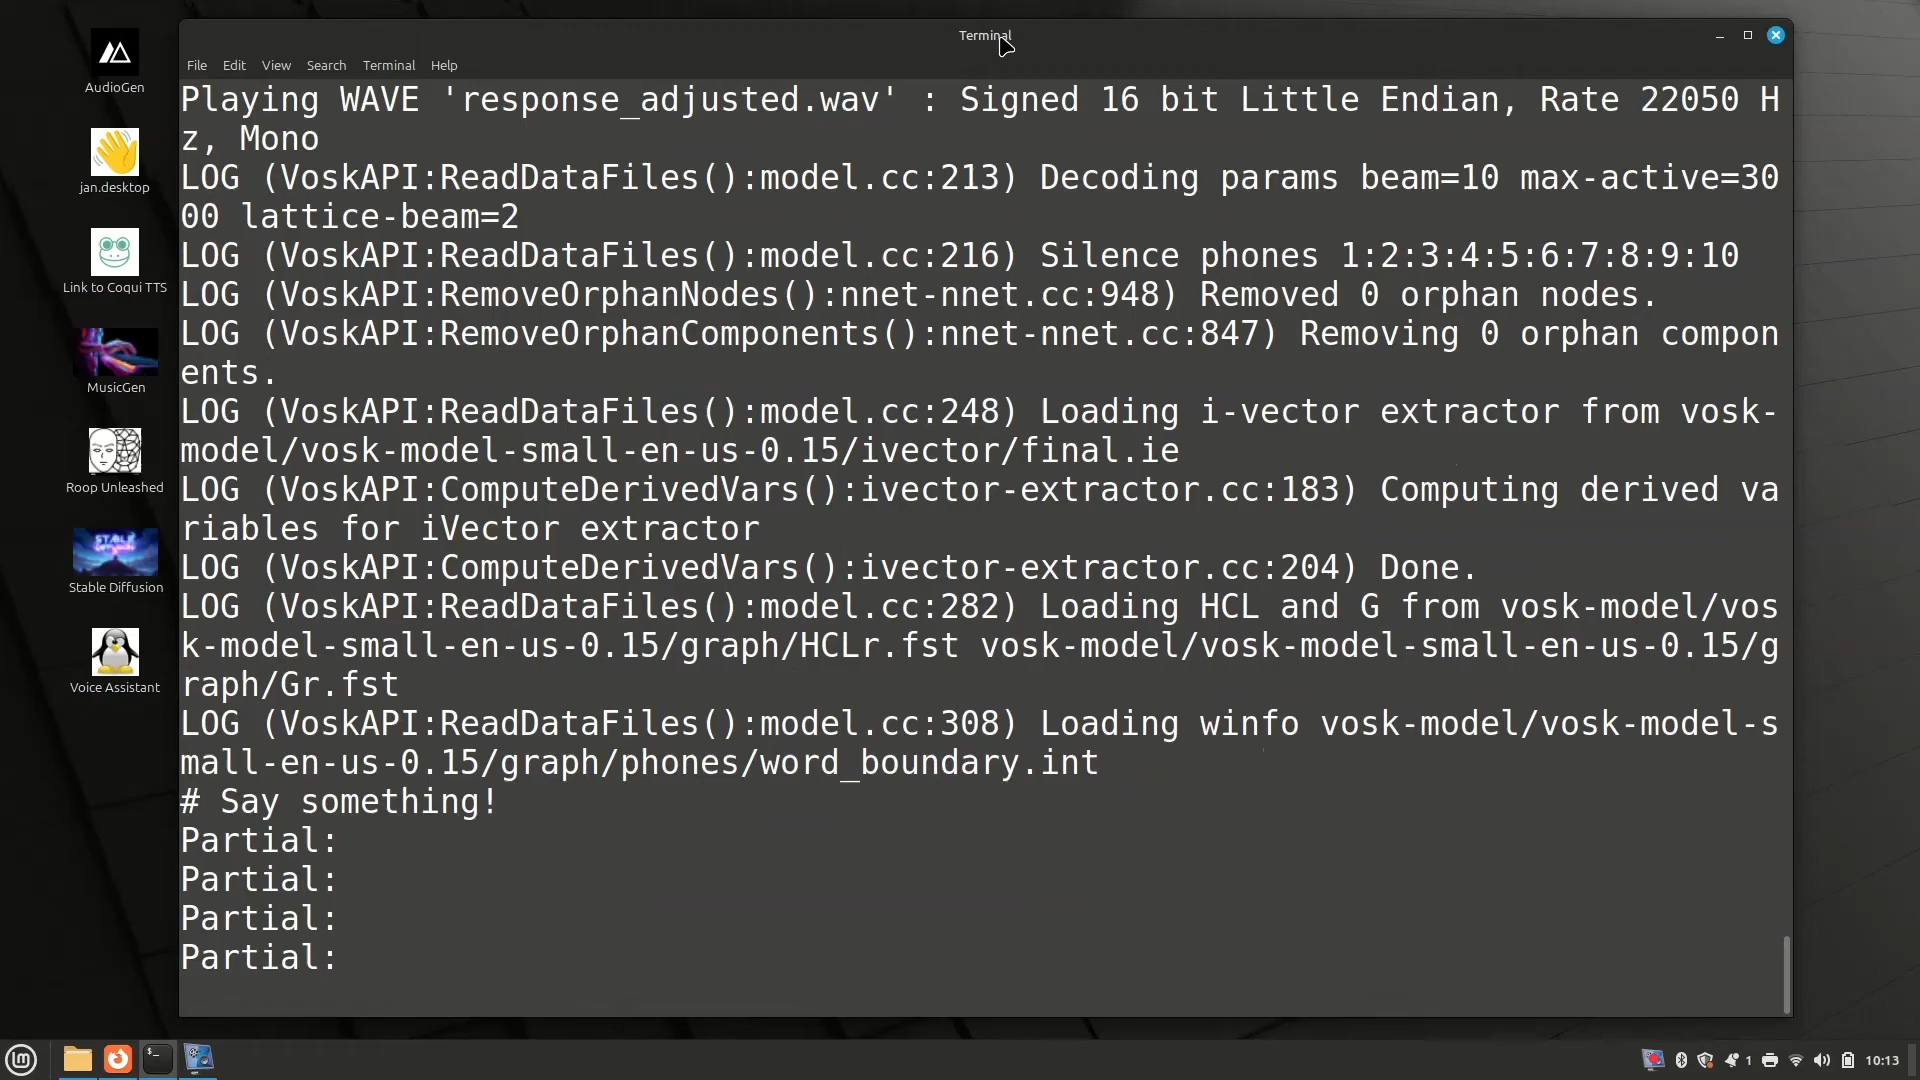 Terminal
File Edit View Search Terminal Help
Playing WAVE 'response_adjusted.wav' : Signed 16 bit Little Endian, Rate 22050 H
z, Mono
LOG (VoskAPI:ReadDataFiles():model.cc:213) Decoding params beam=10 max-active=30
00 lattice-beam=2
LOG (VoskAPI:ReadDataFiles():model.cc:216) Silence phones 1:2:3:4:5:6:7:8:9:10
LOG (VoskAPI:RemoveOrphanNodes():nnet-nnet.cc:948) Removed 0 orphan nodes.
LOG (VoskAPI:RemoveOrphanComponents():nnet-nnet.cc:847) Removing 0 orphan compon
ents.
LOG (VoskAPI:ReadDataFiles():model.cc:248) Loading i-vector extractor from vosk-
model/vosk-model-small-en-us-0.15/ivector/final.ie
LOG (VoskAPI:ComputeDerivedVars():ivector-extractor.cc:183) Computing derived va
riables for iVector extractor
LOG (VoskAPI:ComputeDerivedVars():ivector-extractor.cc:204) Done.
LOG (VoskAPI:ReadDataFiles():model.cc:282) Loading HCL and G from vosk-model/vos
k-model-small-en-us-0.15/graph/HCLr.fst vosk-model/vosk-model-small-en-us-0.15/g
raph/Gr.fst
LOG (VoskAPI:ReadDataFiles():model.cc:308) Loading winfo vosk-model/vosk-model-s
mall-en-us-0.15/graph/phones/word_boundary.int
# Say something!
Partial:
Partial:
Partial:
Partial:
AudioGen
jan.desktop
Link to Coqui TTS
MusicGen
Roop Unleashed
STABLE
DIFFUSION
Stable Diffusion
Voice Assistant
1
10:13